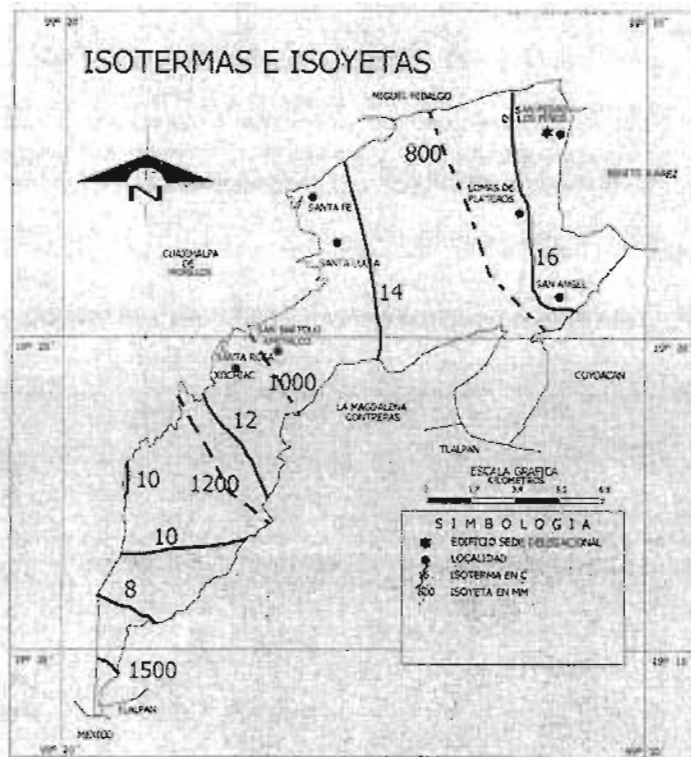 ISOTERMAS E ISOYETAS
MIGUEL HIDALGO
SAN PEDRO
LOS PINOS
BENITO JUAREZ
800
LOMAS DE
PLATEROS
SANTA FE
N
CUAJIMALPA
DE
MORELOS
SANTA LUCIA
16
SAN ANGEL
14
SAN BARTOLO
AMEYALCO
SANTA ROSA
XOCHIAC
1000
COYOACAN
12
LA MAGDALENA
CONTRERAS
TLALPAN
10
1200
ESCALA GRAFICA
KILOMETROS
SIMBOLOGIA
EDIFICIO SEDE DELEGACIONAL
LOCALIDAD
ISOTERMA EN C
ISOYETA EN MM
10
8
1500
TLALPAN
MEXICO